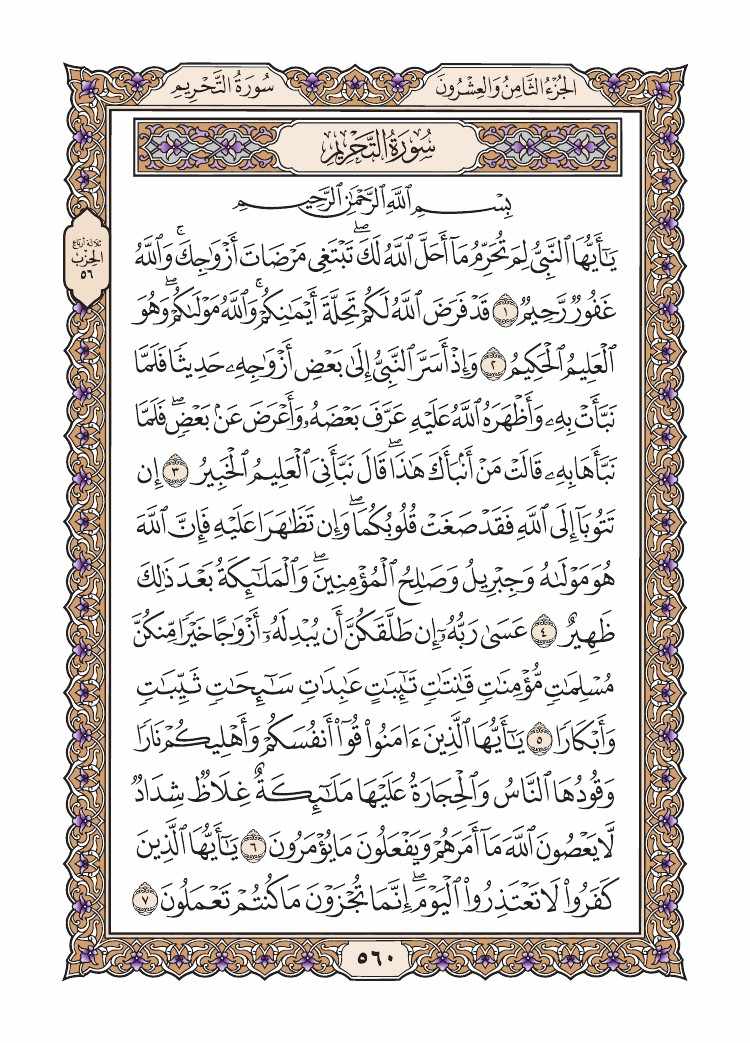 الجُزْءُ الثَّامِنُ وَالعِشْرُونَ
سُورَةُ التَّحْرِيمِ
سُورَةُ التَّحْرِيمِ
ثلاثة أرباع
الحِزْبُ
٥٦
بِسْمِ ٱللَّهِ ٱلرَّحْمَٰنِ ٱلرَّحِيمِ
يَٰٓأَيُّهَا ٱلنَّبِيُّ لِمَ تُحَرِّمُ مَآ أَحَلَّ ٱللَّهُ لَكَۖ تَبْتَغِي مَرْضَاتَ أَزْوَٰجِكَۚ وَٱللَّهُ
غَفُورٞ رَّحِيمٞ ١ قَدْ فَرَضَ ٱللَّهُ لَكُمْ تَحِلَّةَ أَيْمَٰنِكُمْۚ وَٱللَّهُ مَوْلَىٰكُمْۖ وَهُوَ
ٱلْعَلِيمُ ٱلْحَكِيمُ ٢ وَإِذْ أَسَرَّ ٱلنَّبِيُّ إِلَىٰ بَعْضِ أَزْوَٰجِهِۦ حَدِيثٗا فَلَمَّا
نَبَّأَتْ بِهِۦ وَأَظْهَرَهُ ٱللَّهُ عَلَيْهِ عَرَّفَ بَعْضَهُۥ وَأَعْرَضَ عَنۢ بَعْضٖۖ فَلَمَّا
نَبَّأَهَا بِهِۦ قَالَتْ مَنْ أَنۢبَأَكَ هَٰذَاۖ قَالَ نَبَّأَنِيَ ٱلْعَلِيمُ ٱلْخَبِيرُ ٣ إِن
تَتُوبَآ إِلَى ٱللَّهِ فَقَدْ صَغَتْ قُلُوبُكُمَاۖ وَإِن تَظَٰهَرَا عَلَيْهِ فَإِنَّ ٱللَّهَ
هُوَ مَوْلَىٰهُ وَجِبْرِيلُ وَصَٰلِحُ ٱلْمُؤْمِنِينَۖ وَٱلْمَلَٰٓئِكَةُ بَعْدَ ذَٰلِكَ
ظَهِيرٌ ٤ عَسَىٰ رَبُّهُۥٓ إِن طَلَّقَكُنَّ أَن يُبْدِلَهُۥٓ أَزْوَٰجًا خَيْرٗا مِّنكُنَّ
مُسْلِمَٰتٖ مُّؤْمِنَٰتٖ قَٰنِتَٰتٖ تَٰٓئِبَٰتٍ عَٰبِدَٰتٖ سَٰٓئِحَٰتٖ ثَيِّبَٰتٖ
وَأَبْكَارٗا ٥ يَٰٓأَيُّهَا ٱلَّذِينَ ءَامَنُواْ قُوٓاْ أَنفُسَكُمْ وَأَهْلِيكُمْ نَارٗا
وَقُودُهَا ٱلنَّاسُ وَٱلْحِجَارَةُ عَلَيْهَا مَلَٰٓئِكَةٌ غِلَاظٞ شِدَادٞ
لَّا يَعْصُونَ ٱللَّهَ مَآ أَمَرَهُمْ وَيَفْعَلُونَ مَا يُؤْمَرُونَ ٦ يَٰٓأَيُّهَا ٱلَّذِينَ
كَفَرُواْ لَا تَعْتَذِرُواْ ٱلْيَوْمَۖ إِنَّمَا تُجْزَوْنَ مَا كُنتُمْ تَعْمَلُونَ ٧
٥٦٠